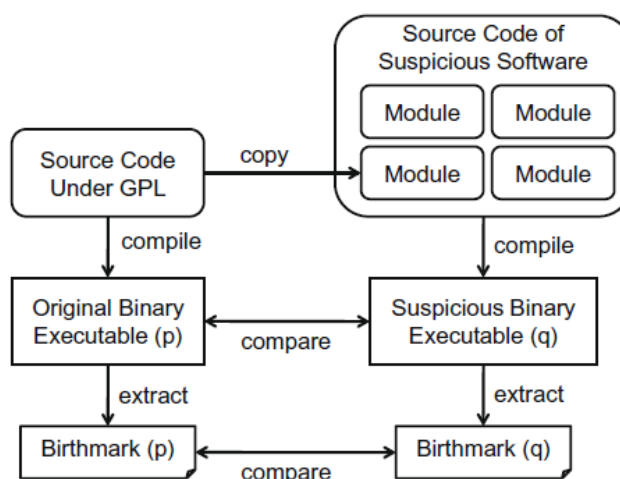 Source Code of
Suspicious Software
Module
Module
Module
Module
Source Code
Under GPL
copy
compile
compile
Original Binary
Executable (p)
compare
Suspicious Binary
Executable (q)
extract
extract
Birthmark (p)
compare
Birthmark (q)